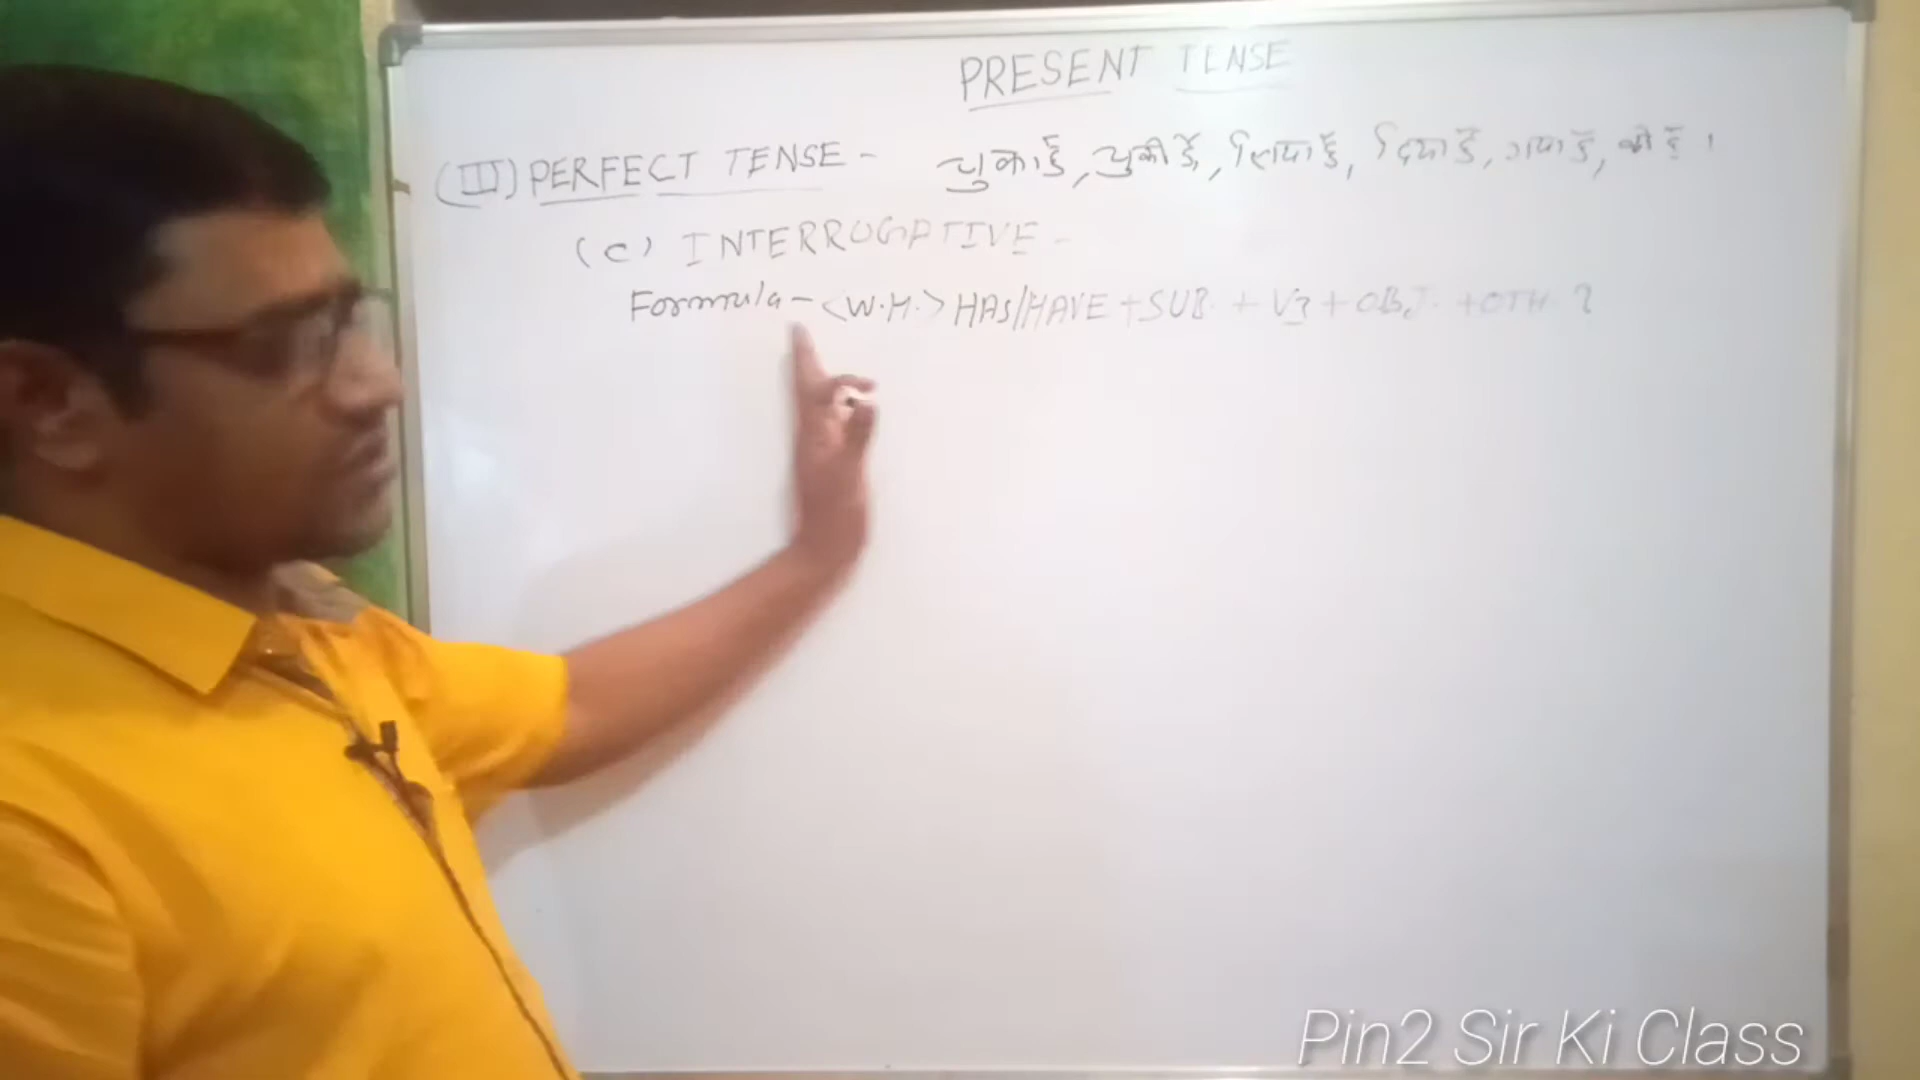 PRESENT TENSE
(III) PERFECT TENSE - चुका है, चुकी है, लिया है, दिया है, गया है, की है ।
(C) INTERROGATIVE -
Formula - <W.H.> HAS/HAVE + SUB. + V3 + OBJ. + OTH ?
Pin2 Sir Ki Class